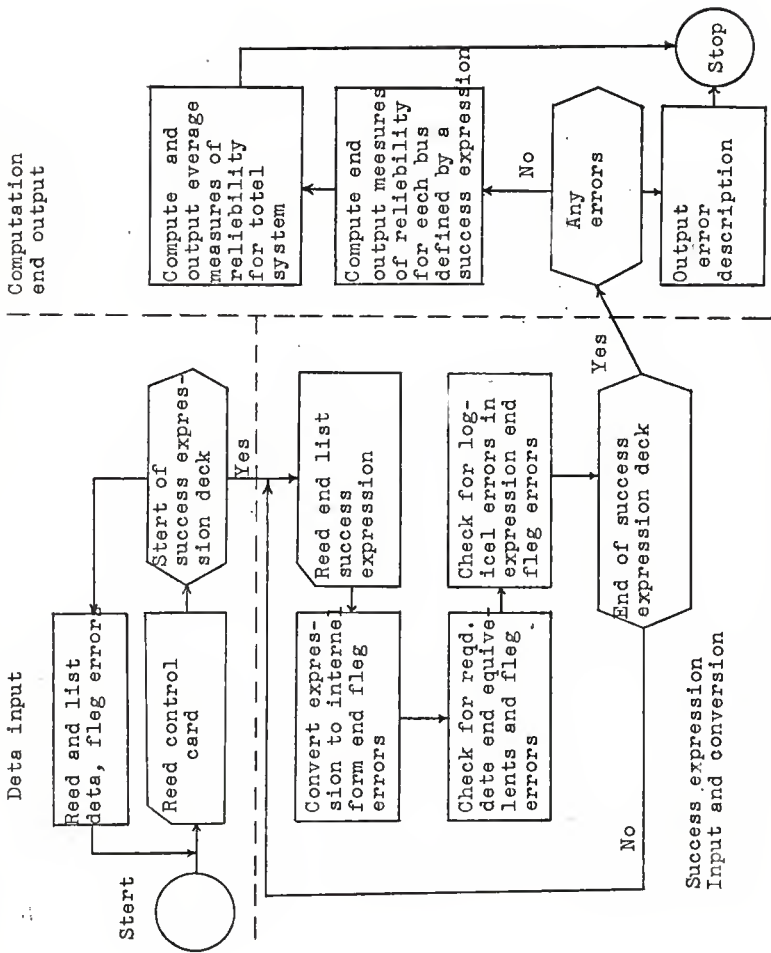 Data input
Stert
Reed and list
deta, fleg errors
Reed control
card
Stert of
success expres-
sion deck
Yes
Reed end list
success
expression
Convert expres-
sion to internel
form end fleg
errors
Check for reqd.
date end equive-
lents and fleg
errors
Check for log-
icel errors in
expression end
fleg errors
End of success
expression deck
No
Yes
Success expression
Input and conversion
Computation
end output
Compute and
output everage
measures of
reliebility
for totel
system
Compute end
output meesures
of reliebility
for eech bus
defined by a
success expression
No
Any
errors
Output
error
description
Stop